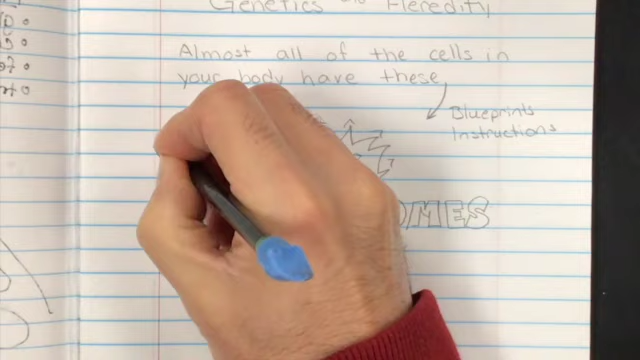 Genetics and Heredity
Almost all of the cells in
your body have these
Blueprints
Instructions
OMES